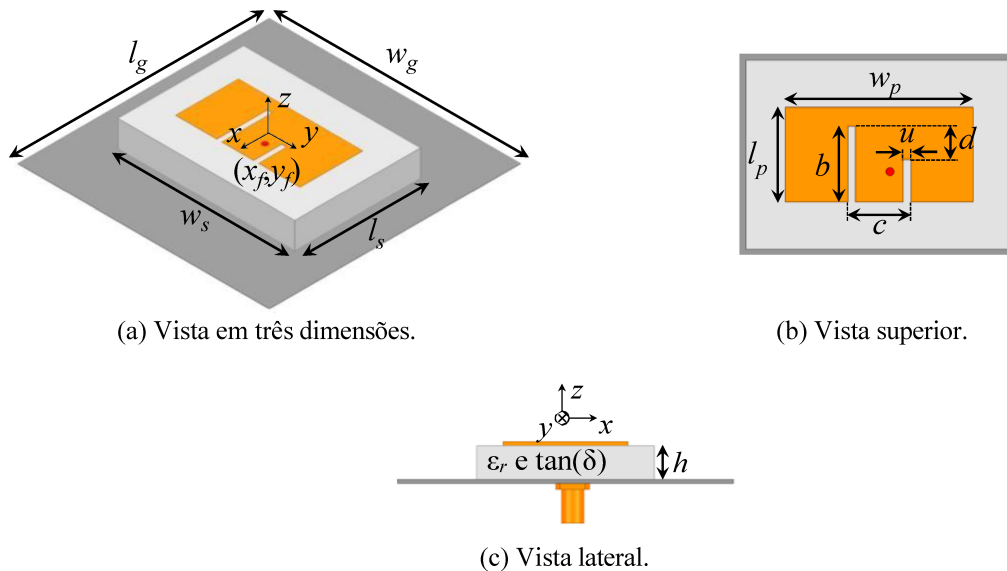 l_g
w_g
z
x
y
(x_f,y_f)
w_s
l_s
(a) Vista em três dimensões.
w_p
u
d
l_p
b
c
(b) Vista superior.
z
y
x
ε_r e tan(δ)
h
(c) Vista lateral.